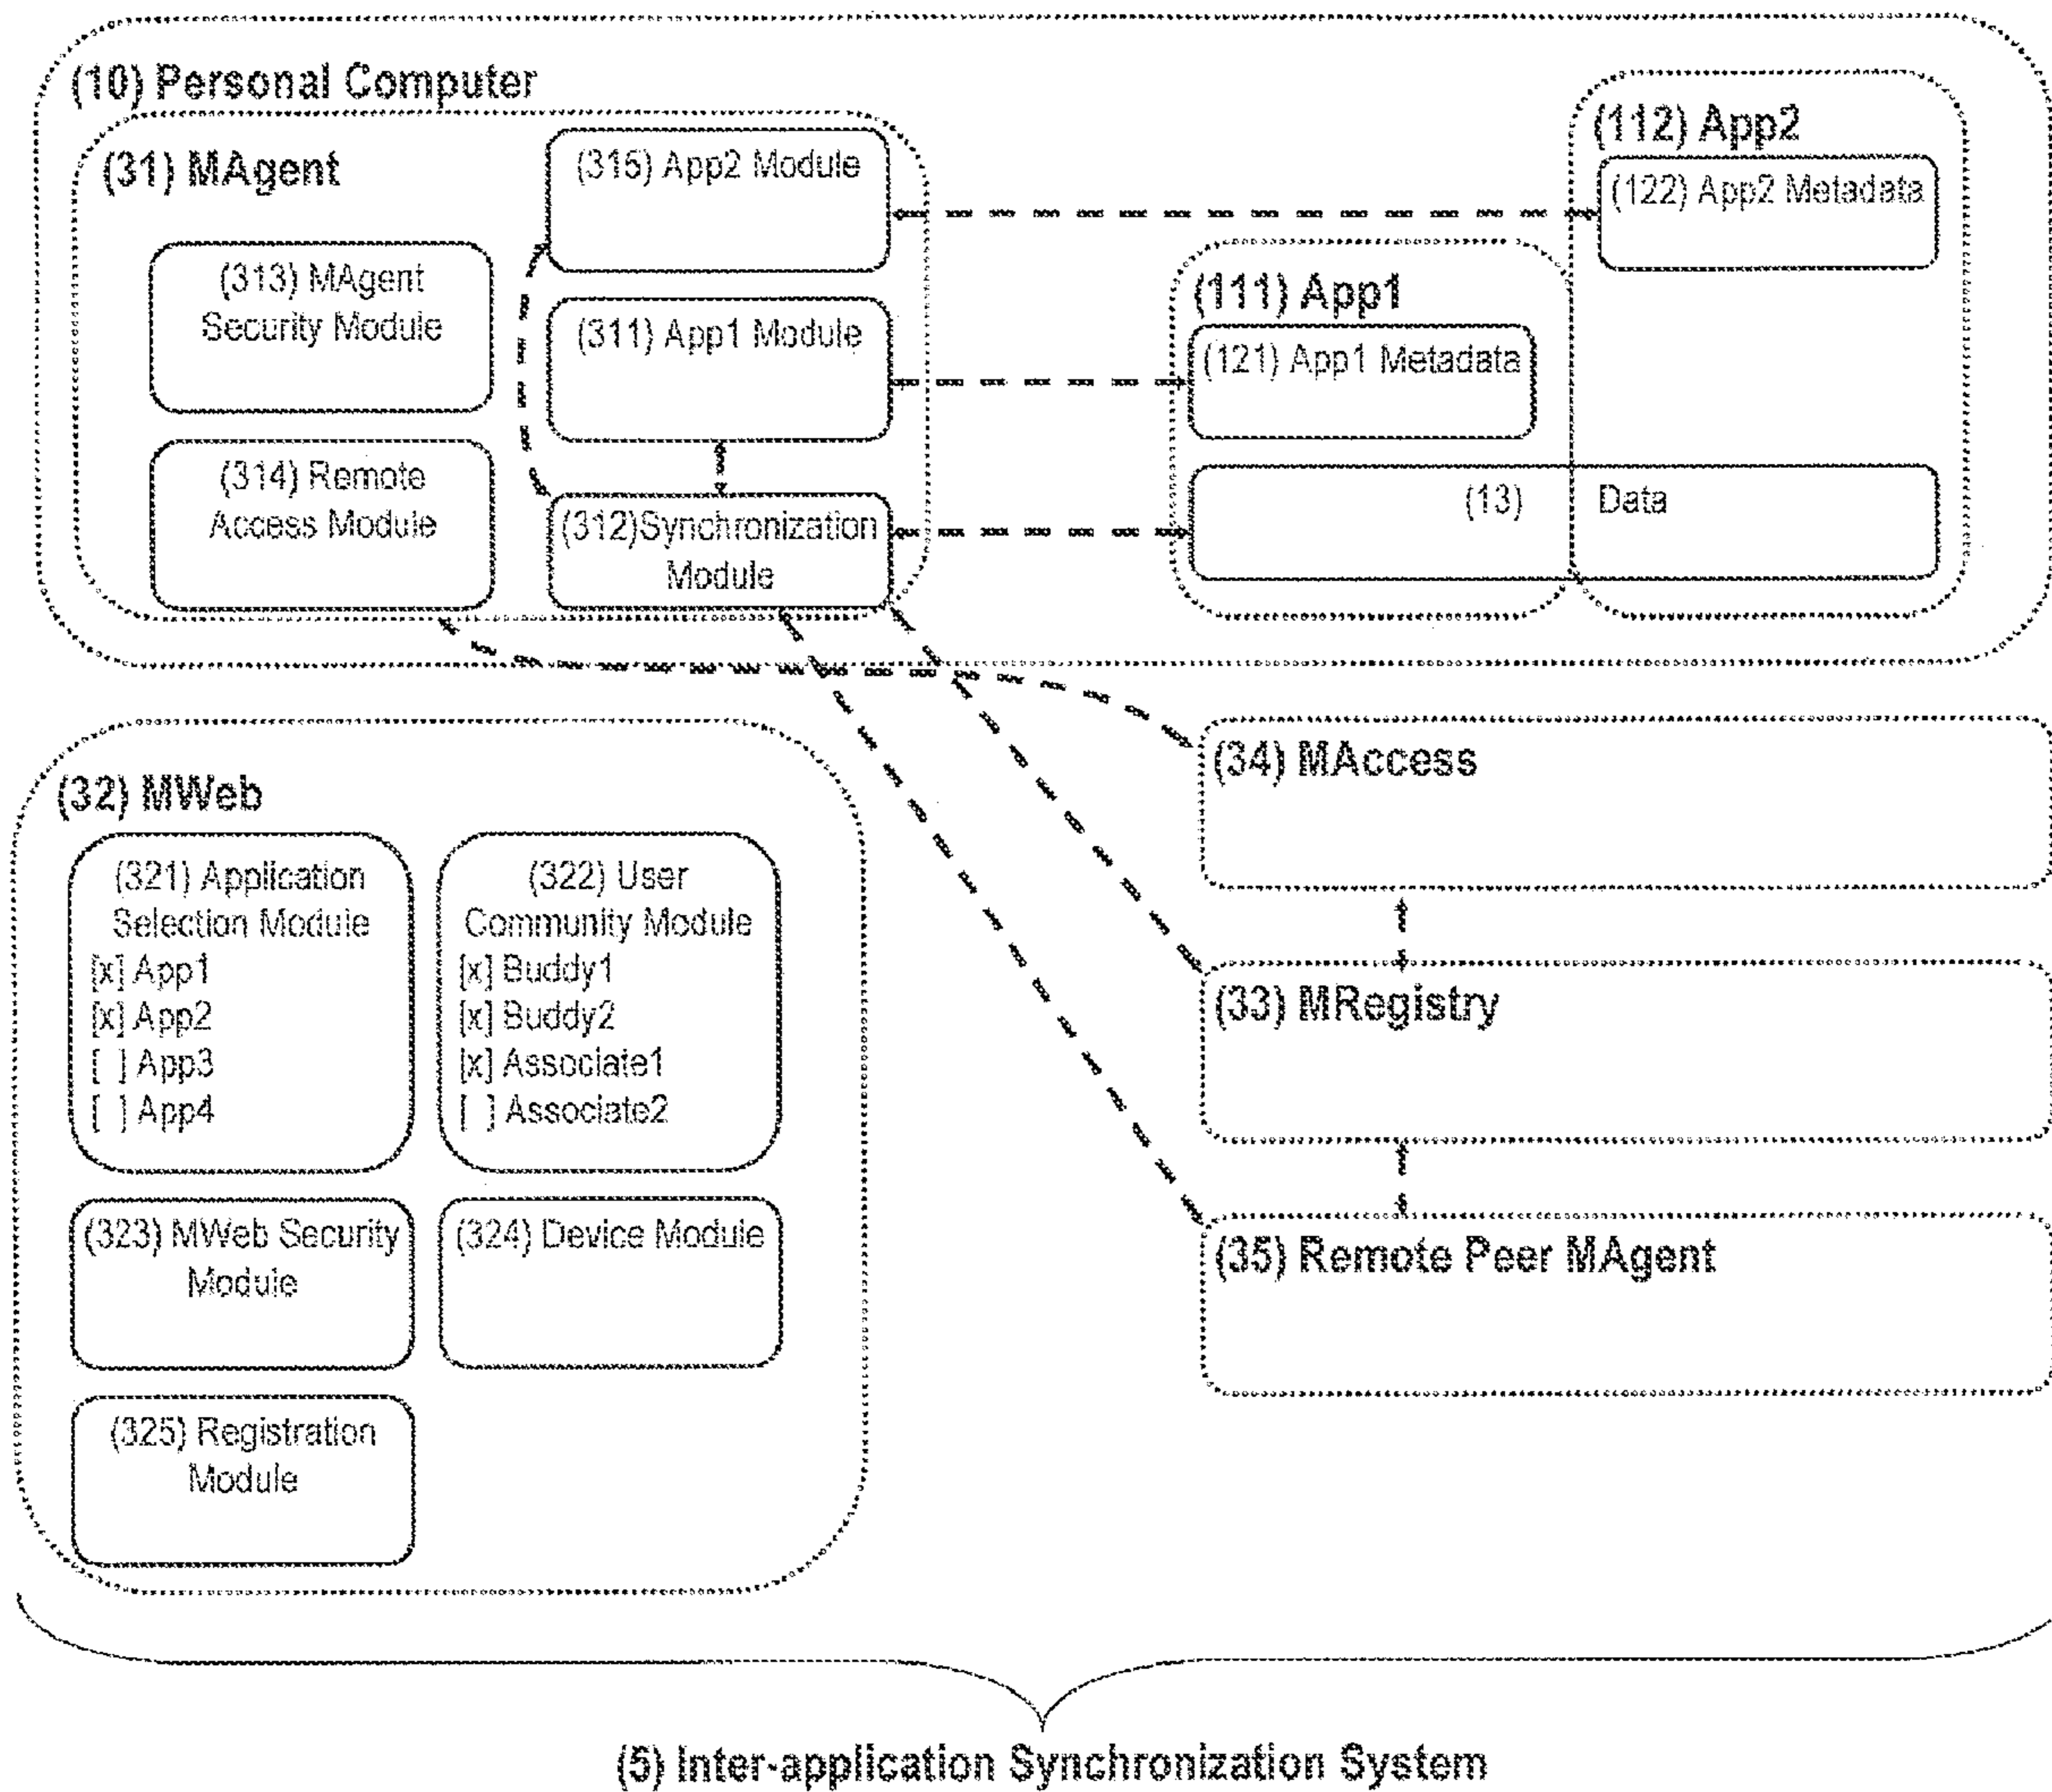 (10) Personal Computer
(31) MAgent
(315) App2 Module
(313) MAgent
Security Module
(311) App1 Module
(314) Remote
Access Module
(312)Synchronization
Module
(112) App2
(122) App2 Metadata
(111) App1
(121) App1 Metadata
(13) Data
(32) MWeb
(321) Application
Selection Module
[x] App1
[x] App2
[ ] App3
[ ] App4
(322) User
Community Module
[x] Buddy1
[x] Buddy2
[x] Associate1
[ ] Associate2
(323) MWeb Security
Module
(324) Device Module
(325) Registration
Module
(34) MAccess
(33) MRegistry
(35) Remote Peer MAgent
(5) Inter-application Synchronization System